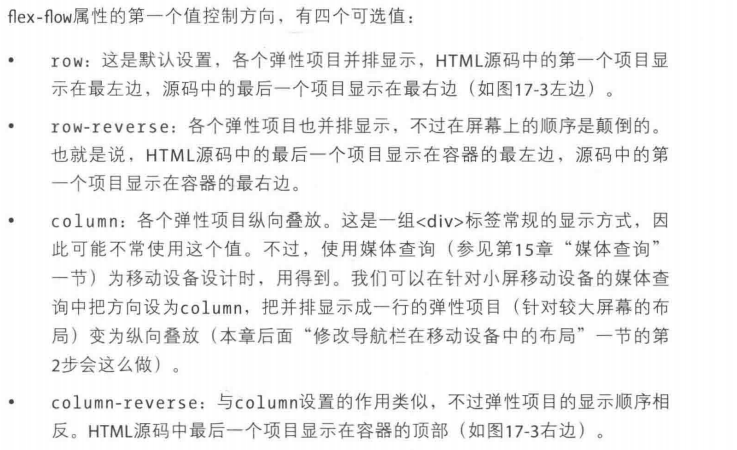 flex-flow属性的第一个值控制方向，有四个可选值：
• row：这是默认设置，各个弹性项目并排显示，HTML源码中的第一个项目显
示在最左边，源码中的最后一个项目显示在最右边（如图17-3左边）。
• row-reverse：各个弹性项目也并排显示，不过在屏幕上的顺序是颠倒的。
也就是说，HTML源码中的最后一个项目显示在容器的最左边，源码中的第
一个项目显示在容器的最右边。
• column：各个弹性项目纵向叠放。这是一组<div>标签常规的显示方式，因
此可能不常使用这个值。不过，使用媒体查询（参见第15章“媒体查询”
一节）为移动设备设计时，用得到。我们可以在针对小屏移动设备的媒体查
询中把方向设为column，把并排显示成一行的弹性项目（针对较大屏幕的布
局）变为纵向叠放（本章后面“修改导航栏在移动设备中的布局”一节的第
2步会这么做）。
• column-reverse：与column设置的作用类似，不过弹性项目的显示顺序相
反。HTML源码中最后一个项目显示在容器的顶部（如图17-3右边）。